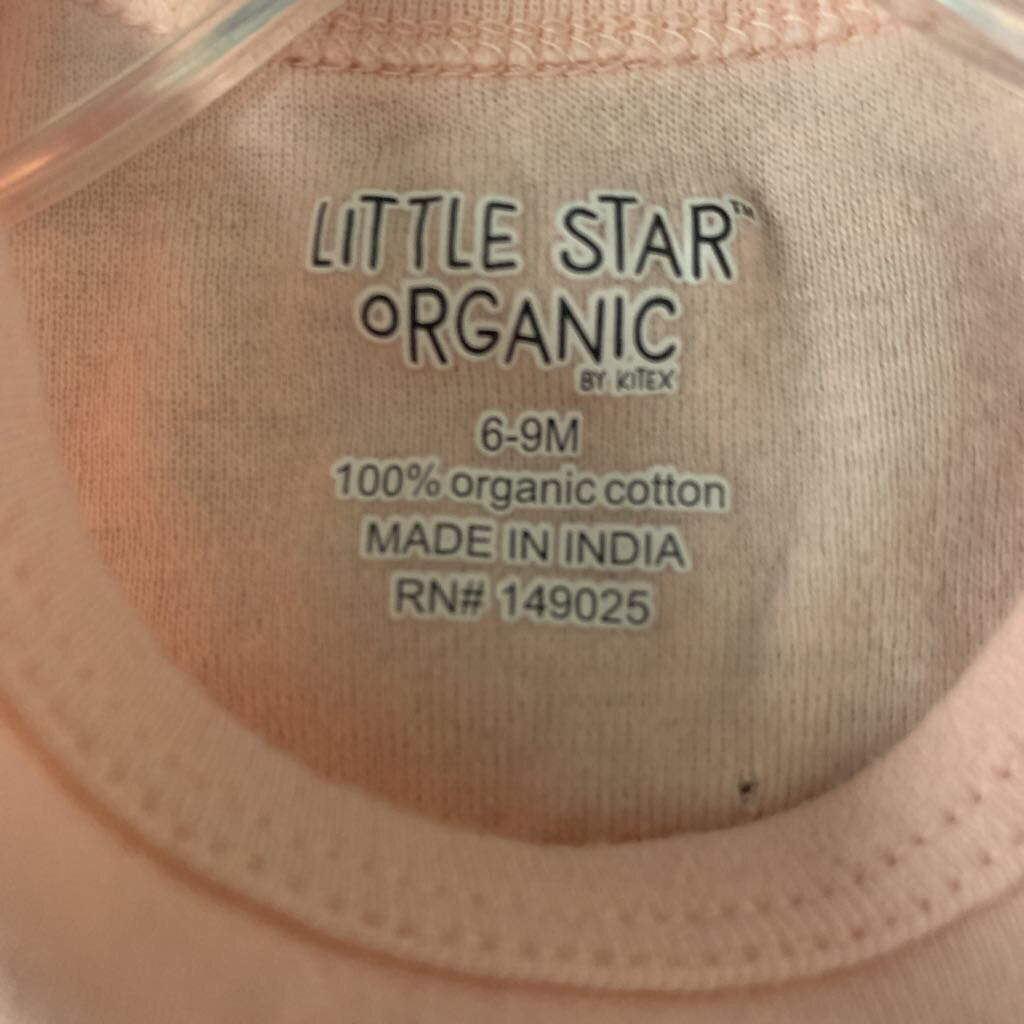 LiTTLE STAR™
ORGANIC
BY KITEX
6-9M
100% organic cotton
MADE IN INDIA
RN# 149025